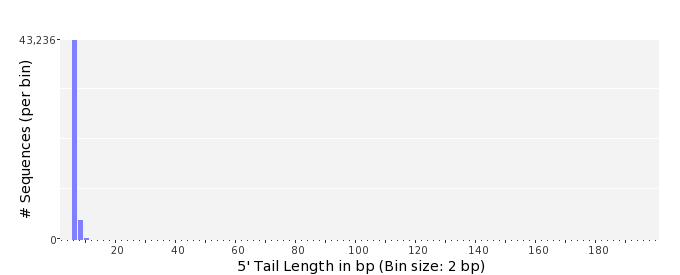 43,236
# Sequences (per bin)
0
20 40 60 80 100 120 140 160 180
5' Tail Length in bp (Bin size: 2 bp)